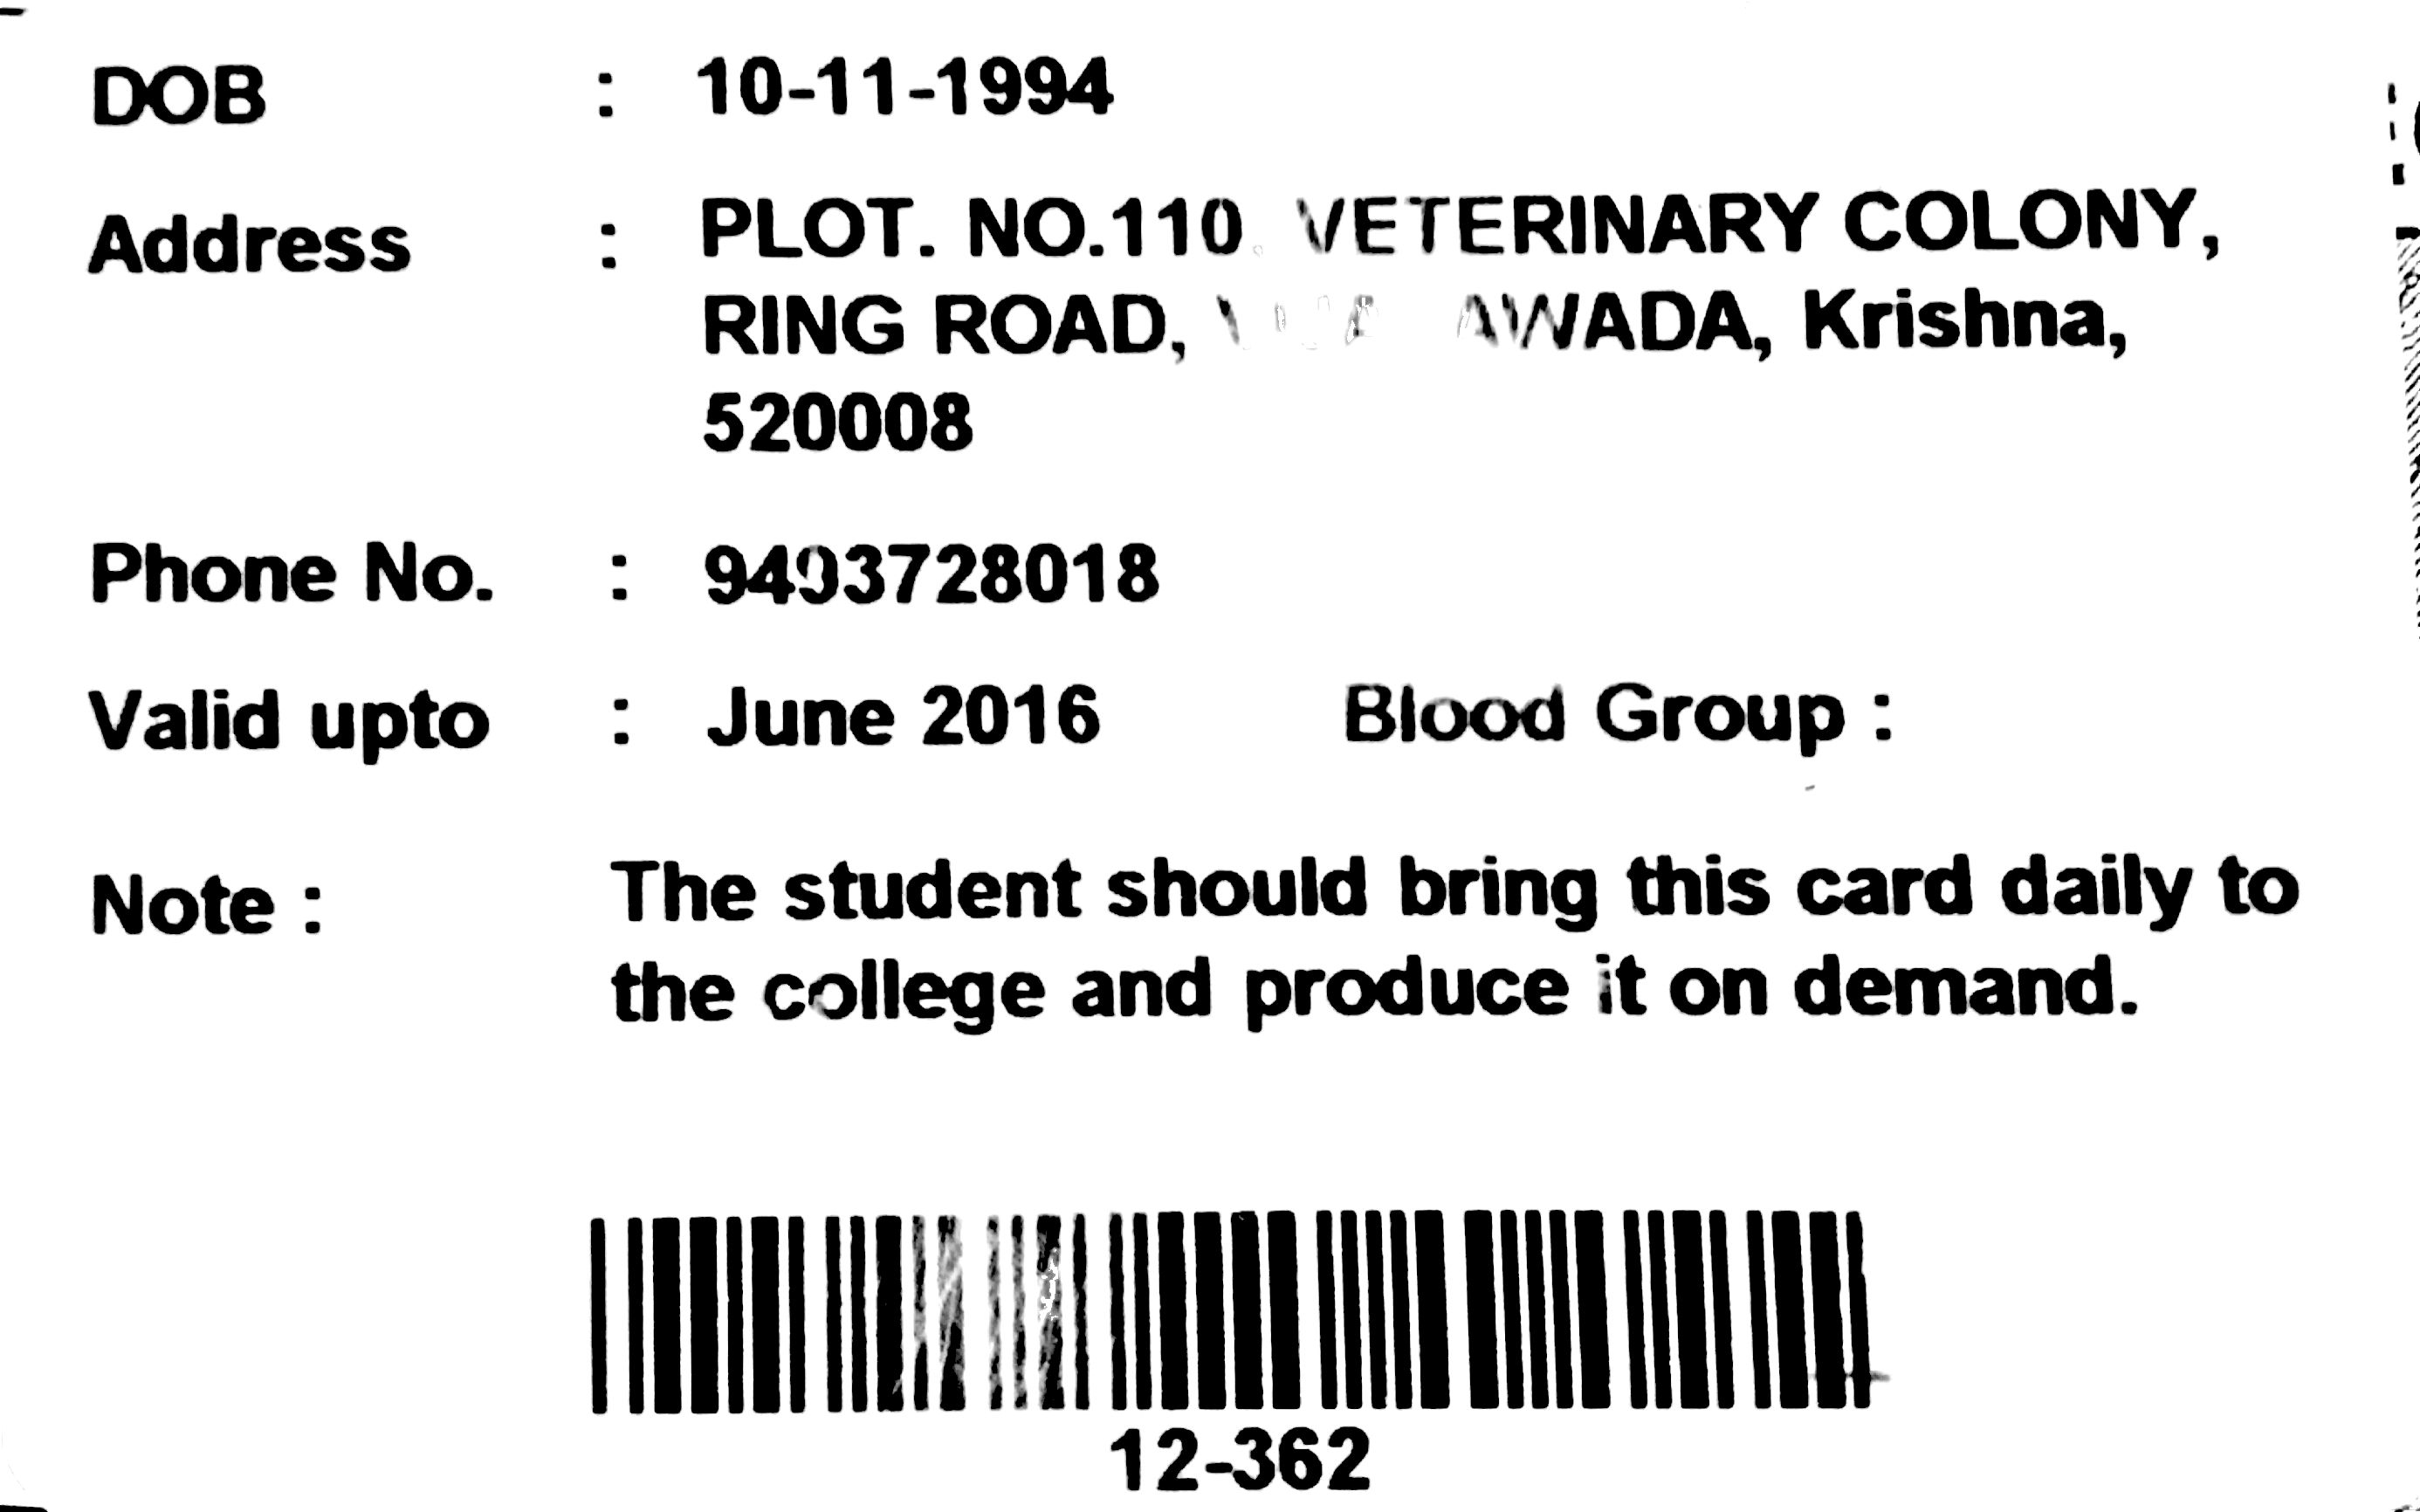 DOB : 10-11-1994
Address : PLOT. NO.110, VETERINARY COLONY,
RING ROAD, Krishna,
520008
Phone No. : 9493728018
Valid upto : June 2016 Blood Group :
Note : The student should bring this card daily to
the college and produce it on demand.
12-362